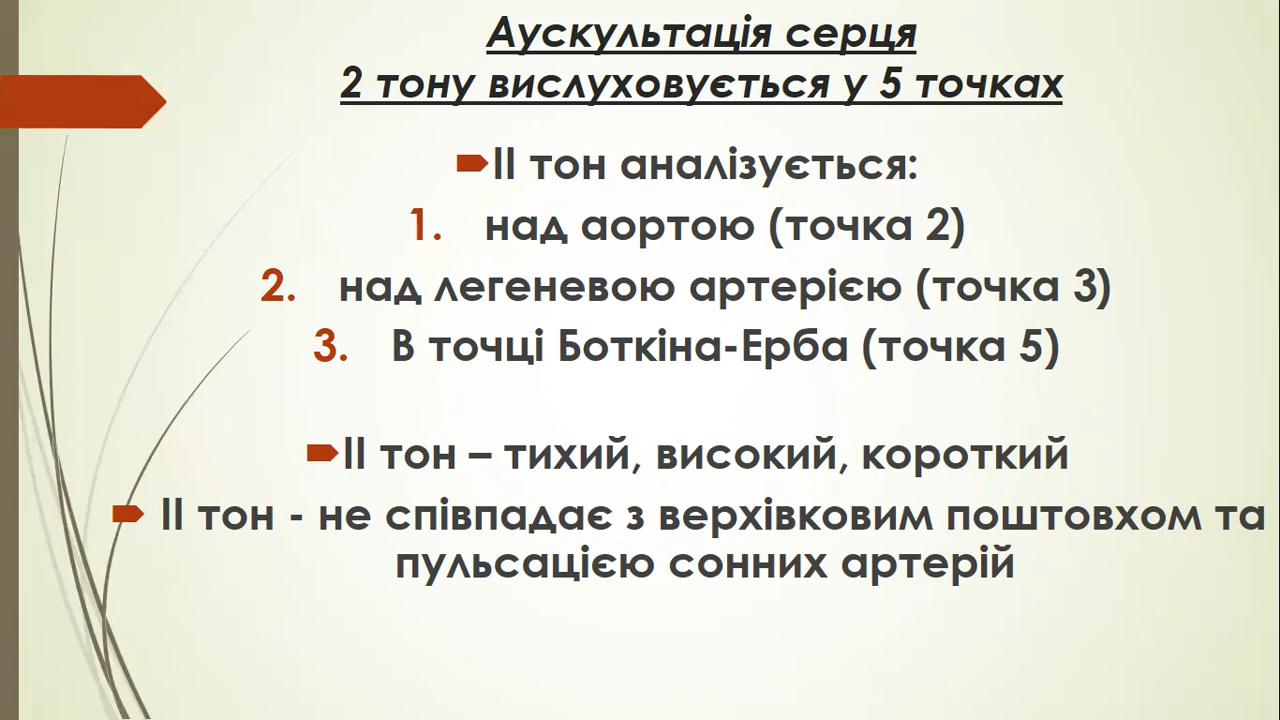 Аускультація серця
2 тону вислуховується у 5 точках
ІІ тон аналізується:
1. над аортою (точка 2)
2. над легеневою артерією (точка 3)
3. В точці Боткіна-Ерба (точка 5)
ІІ тон – тихий, високий, короткий
ІІ тон - не співпадає з верхівковим поштовхом та
пульсацією сонних артерій